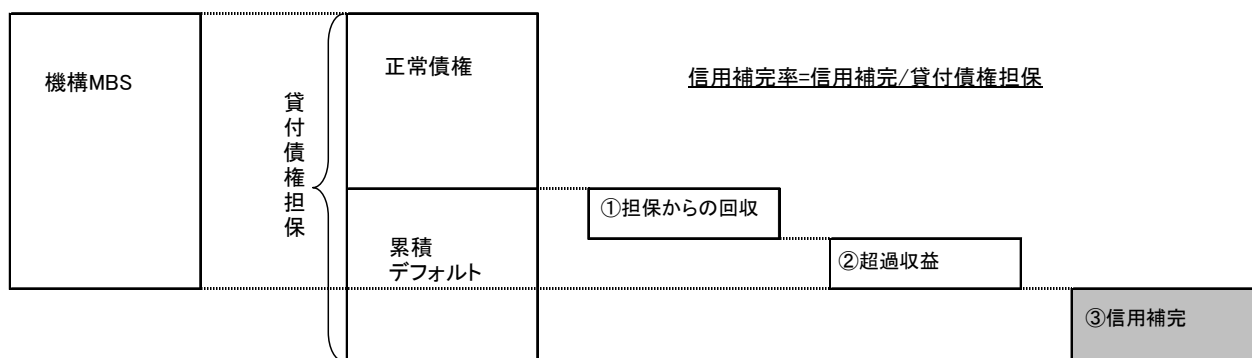 機構MBS
貸付債権担保
正常債権
信用補完率=信用補完/貸付債権担保
①担保からの回収
累積
デフォルト
②超過収益
③信用補完